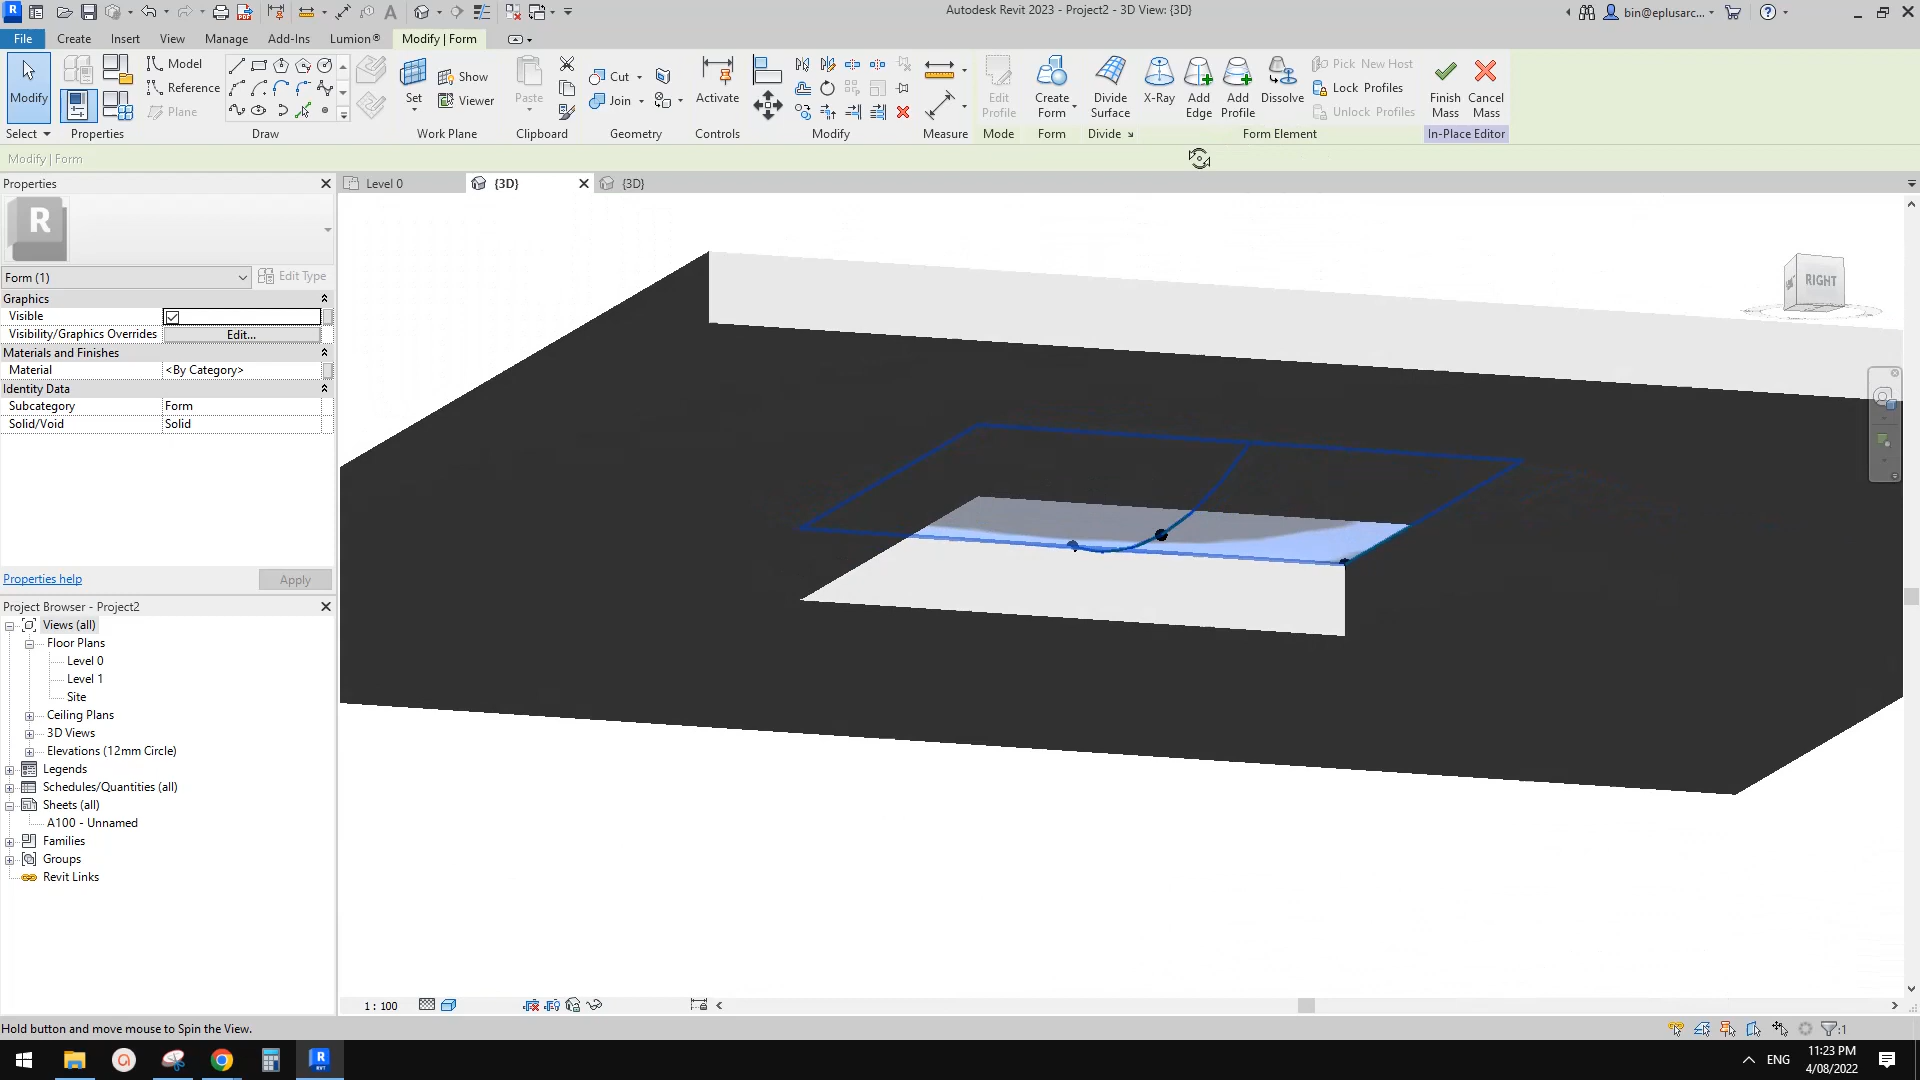 Autodesk Revit 2023 - Project2 - 3D View: {3D}
bin@eplusarc...
File
Create
Insert
View
Manage
Add-Ins
Lumion®
Modify | Form
Modify
Model
Reference
Plane
Set
Show
Viewer
Paste
Cut
Join
Activate
Edit Profile
Create Form
Divide Surface
X-Ray
Add Edge
Add Profile
Dissolve
Pick New Host
Lock Profiles
Unlock Profiles
Finish Mass
Cancel Mass
Select
Properties
Draw
Work Plane
Clipboard
Geometry
Controls
Modify
Measure
Mode
Form
Divide
Form Element
In-Place Editor
Modify | Form
Properties
Level 0
{3D}
{3D}
R
Form (1)
Edit Type
Graphics
Visible
Visibility/Graphics Overrides
Edit...
Materials and Finishes
Material
<By Category>
Identity Data
Subcategory
Form
Solid/Void
Solid
Properties help
Apply
Project Browser - Project2
Views (all)
Floor Plans
Level 0
Level 1
Site
Ceiling Plans
3D Views
Elevations (12mm Circle)
Legends
Schedules/Quantities (all)
Sheets (all)
A100 - Unnamed
Families
Groups
Revit Links
RIGHT
1 : 100
Hold button and move mouse to Spin the View.
:1
ENG
11:23 PM
4/08/2022